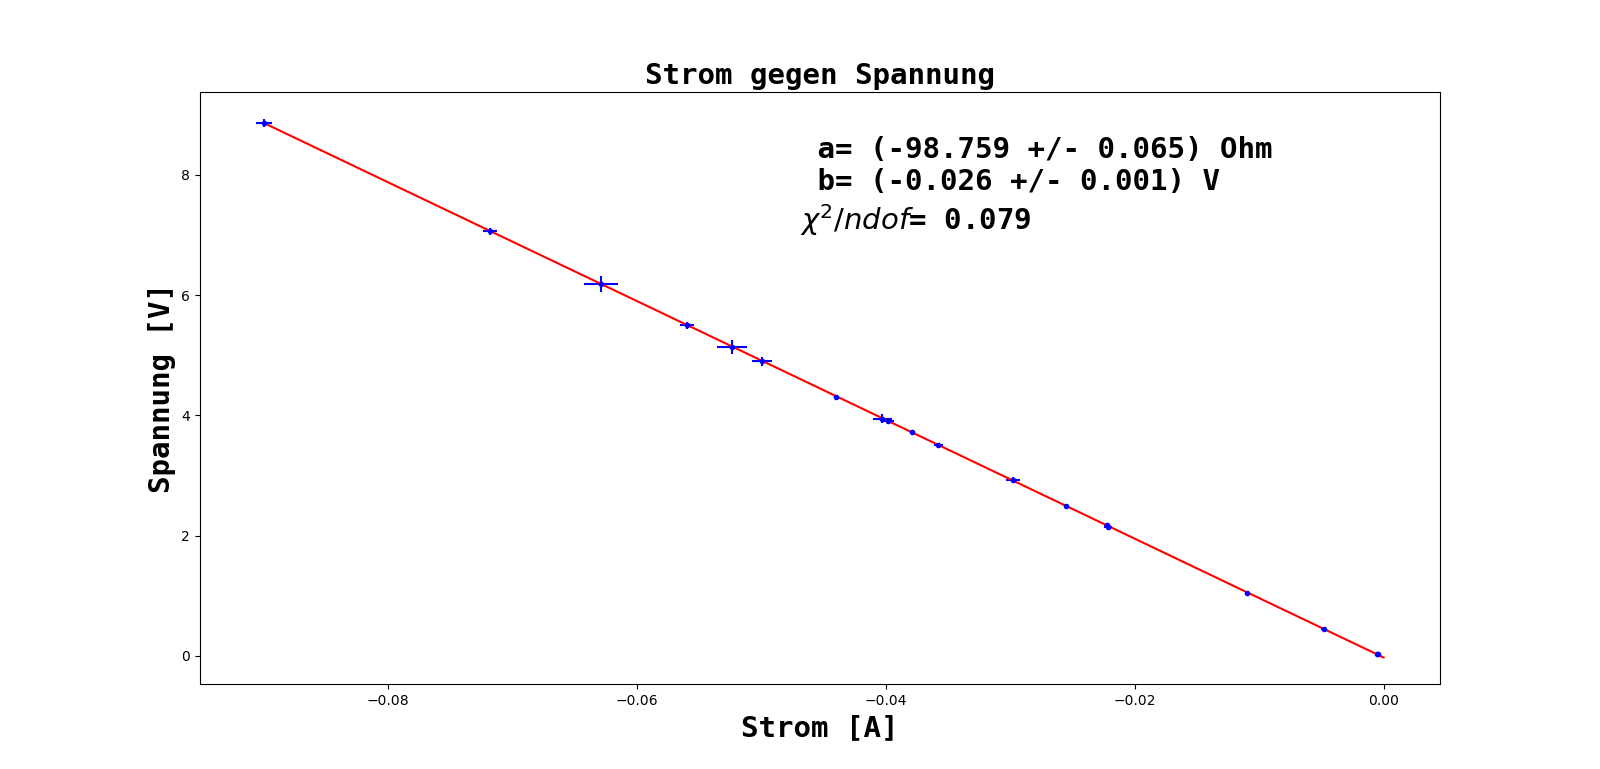 Strom gegen Spannung
a= (-98.759 +/- 0.065) Ohm
b= (-0.026 +/- 0.001) V
χ²/ndof= 0.079
Spannung [V]
8
6
4
2
0
−0.08
−0.06
−0.04
−0.02
0.00
Strom [A]